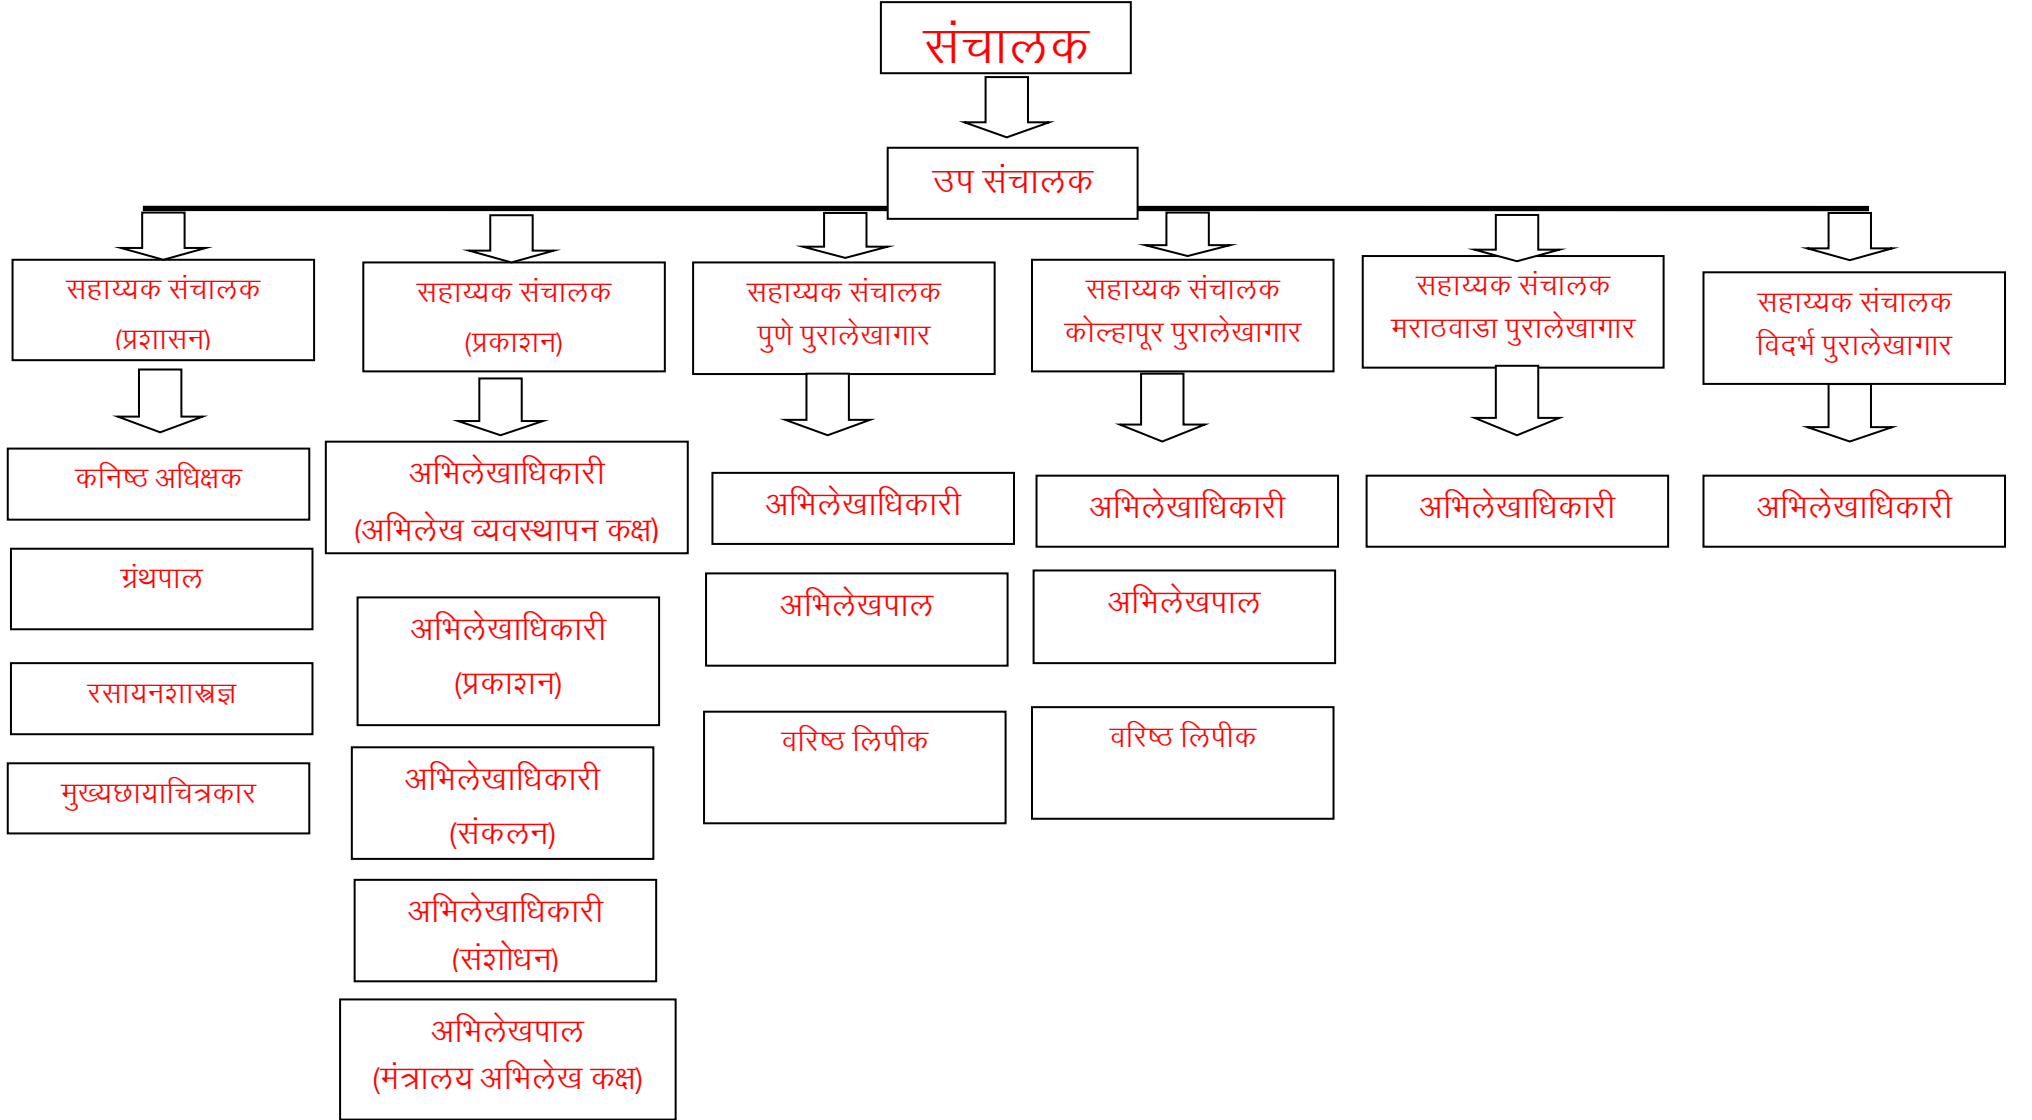 संचालक
उप संचालक
सहाय्यक संचालक
(प्रशासन)
सहाय्यक संचालक
(प्रकाशन)
सहाय्यक संचालक
पुणे पुरालेखागार
सहाय्यक संचालक
कोल्हापूर पुरालेखागार
सहाय्यक संचालक
मराठवाडा पुरालेखागार
सहाय्यक संचालक
विदर्भ पुरालेखागार
कनिष्ठ अधिक्षक
ग्रंथपाल
रसायनशास्त्रज्ञ
मुख्यछायाचित्रकार
अभिलेखाधिकारी
(अभिलेख व्यवस्थापन कक्ष)
अभिलेखाधिकारी
(प्रकाशन)
अभिलेखाधिकारी
(संकलन)
अभिलेखाधिकारी
(संशोधन)
अभिलेखपाल
(मंत्रालय अभिलेख कक्ष)
अभिलेखाधिकारी
अभिलेखपाल
वरिष्ठ लिपीक
अभिलेखाधिकारी
अभिलेखपाल
वरिष्ठ लिपीक
अभिलेखाधिकारी
अभिलेखाधिकारी